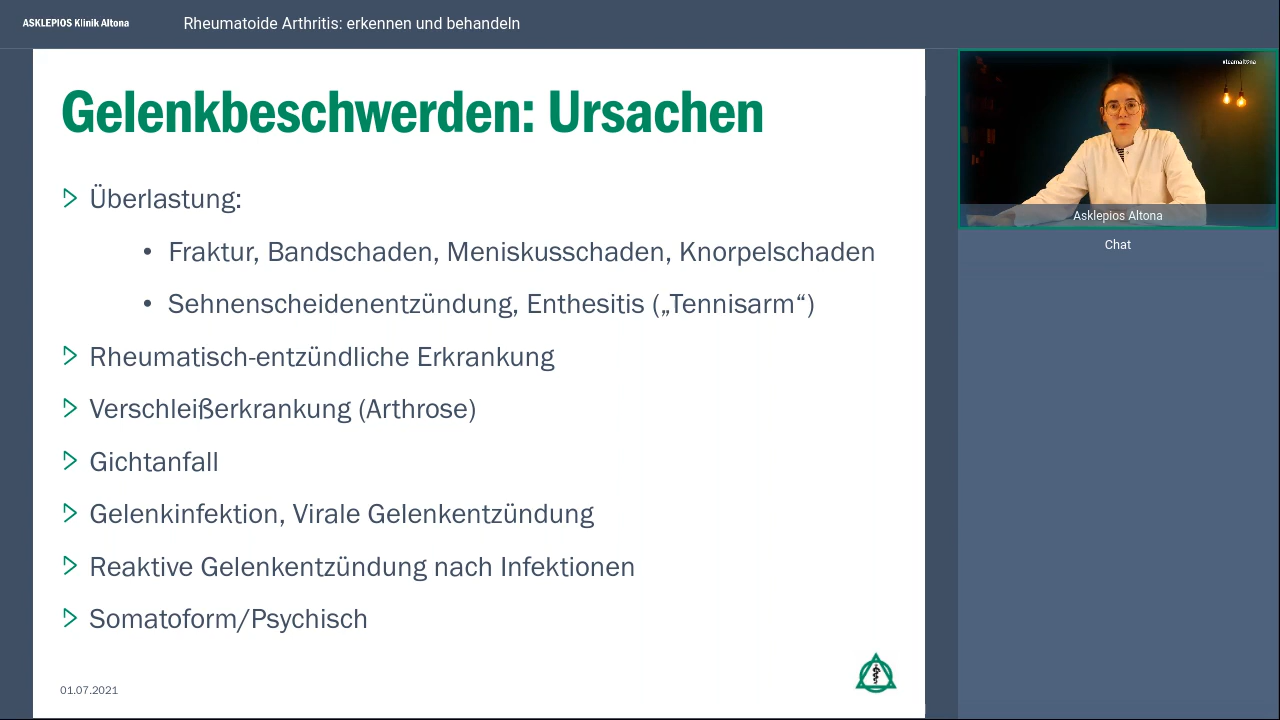 ASKLEPIOS Klinik Altona
Rheumatoide Arthritis: erkennen und behandeln
Gelenkbeschwerden: Ursachen
Überlastung:
• Fraktur, Bandschaden, Meniskusschaden, Knorpelschaden
• Sehnenscheidenentzündung, Enthesitis („Tennisarm“)
Rheumatisch-entzündliche Erkrankung
Verschleißerkrankung (Arthrose)
Gichtanfall
Gelenkinfektion, Virale Gelenkentzündung
Reaktive Gelenkentzündung nach Infektionen
Somatoform/Psychisch
01.07.2021
#teamaltona
Asklepios Altona
Chat